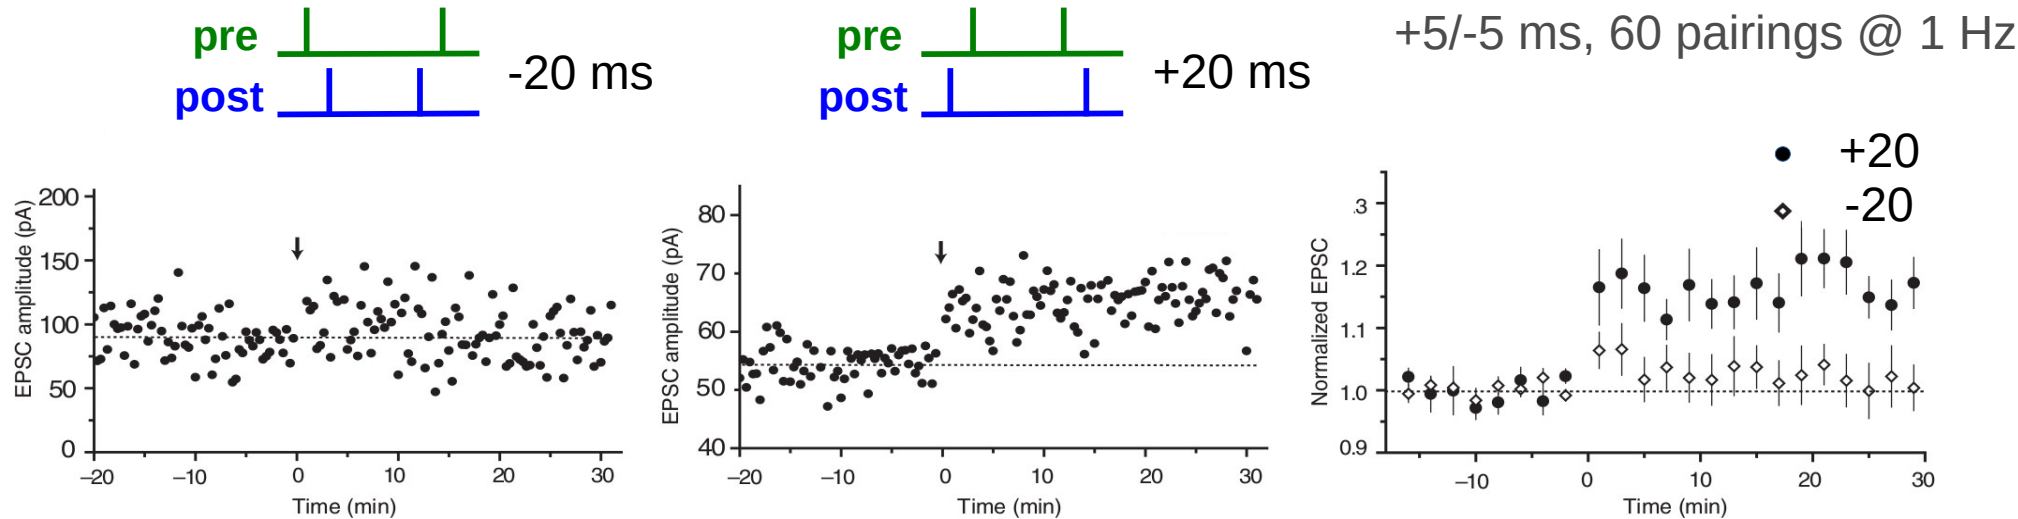 pre
post
-20 ms
pre
post
+20 ms
+5/-5 ms, 60 pairings @ 1 Hz
EPSC amplitude (pA)
200
150
100
50
0
−20
−10
0
10
20
30
Time (min)
EPSC amplitude (pA)
80
70
60
50
40
−20
−10
0
10
20
30
Time (min)
+20
-20
Normalized EPSC
.3
1.2
1.1
1.0
0.9
−10
0
10
20
30
Time (min)